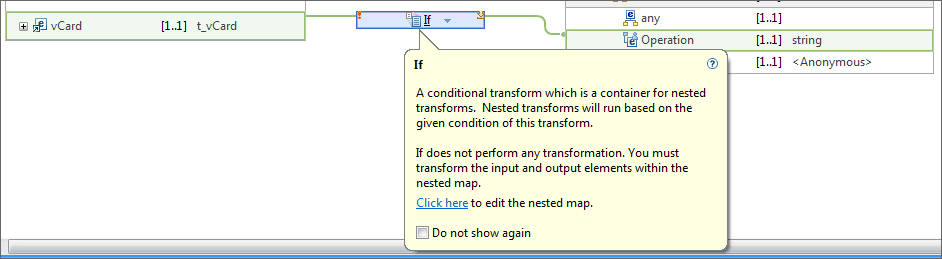 any [1..1]
vCard [1..1] t_vCard
If
Operation [1..1] string
[1..1] <Anonymous>
If
A conditional transform which is a container for nested
transforms. Nested transforms will run based on the
given condition of this transform.
If does not perform any transformation. You must
transform the input and output elements within the
nested map.
Click here to edit the nested map.
Do not show again